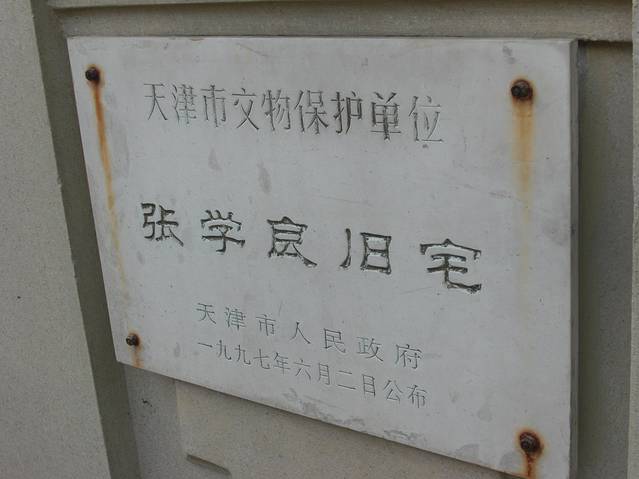 天津市文物保护单位
张学良旧宅
天津市人民政府
一九九七年六月二日公布